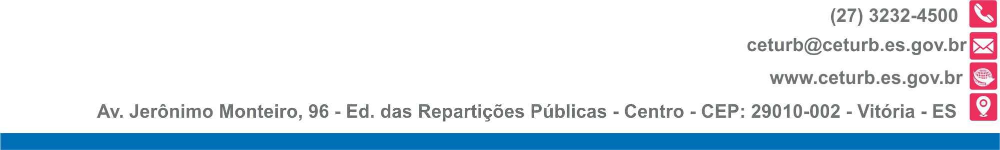 (27) 3232-4500
ceturb@ceturb.es.gov.br
www.ceturb.es.gov.br
Av. Jerônimo Monteiro, 96 - Ed. das Repartições Públicas - Centro - CEP: 29010-002 - Vitória - ES